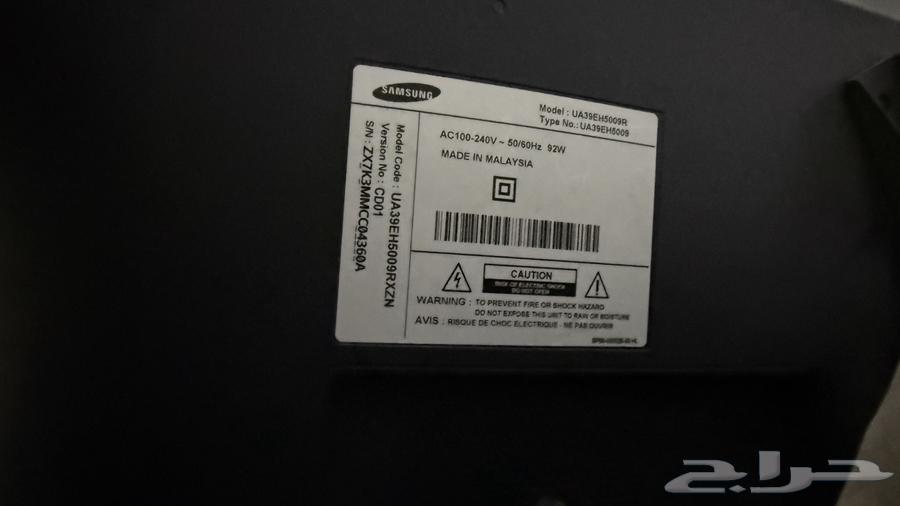 SAMSUNG
Model : UA39EH5009R
Type No.: UA39EH5009
AC100-240V ~ 50/60Hz 92W
MADE IN MALAYSIA
Model Code : UA39EH5009RXZN
Version No : CD01
S/N : ZX7K3MMCC04360A
CAUTION
RISK OF ELECTRIC SHOCK
DO NOT OPEN
WARNING : TO PREVENT FIRE OR SHOCK HAZARD
DO NOT EXPOSE THIS UNIT TO RAIN OR MOISTURE
AVIS : RISQUE DE CHOC ELECTRIQUE - NE PAS OUVRIR
حراج